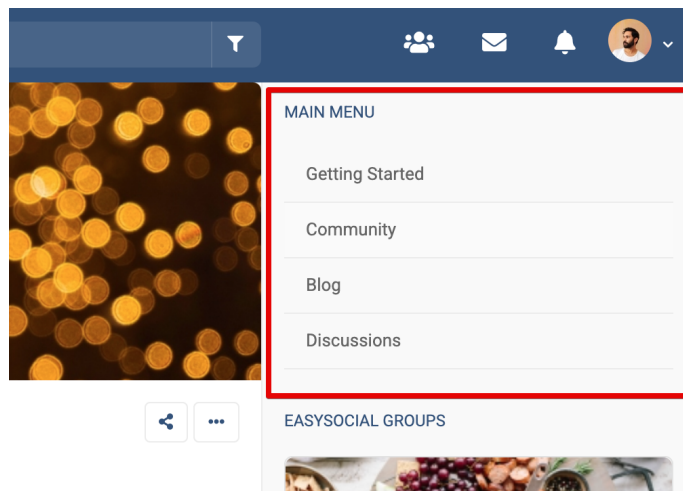 MAIN MENU
Getting Started
Community
Blog
Discussions
EASYSOCIAL GROUPS